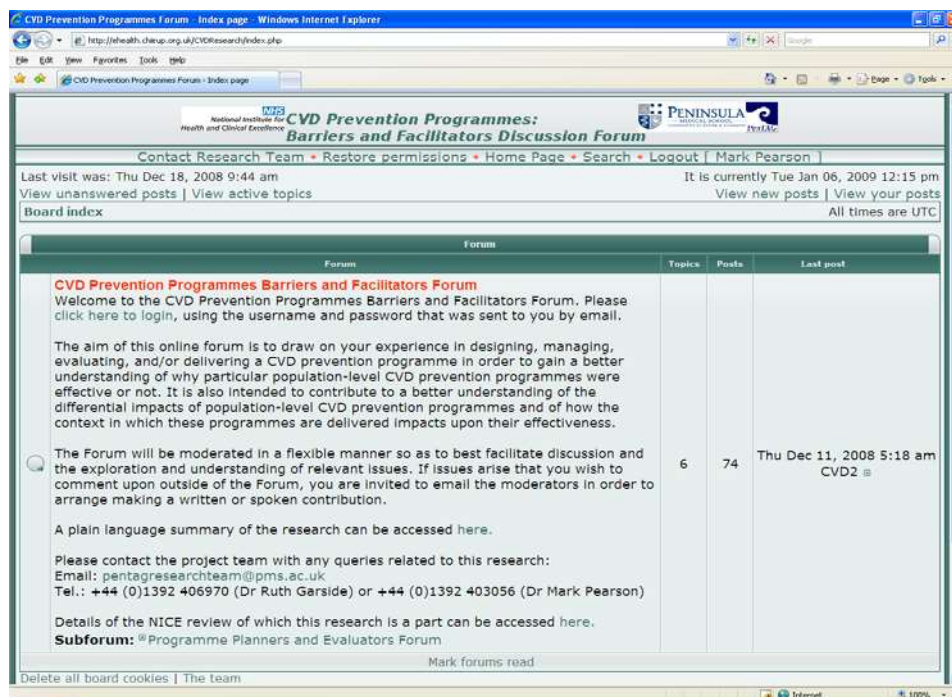 CVD Prevention Programmes Forum - Index page - Windows Internet Explorer
http://ehealth.chirup.org.uk/CVDResearch/index.php
Google
File Edit View Favorites Tools Help
CVD Prevention Programmes Forum - Index page
Page Tools
NHS
National Institute for
Health and Clinical Excellence
CVD Prevention Programmes:
Barriers and Facilitators Discussion Forum
PENINSULA
MEDICAL SCHOOL
PenTAG
Contact Research Team • Restore permissions • Home Page • Search • Logout [ Mark Pearson ]
Last visit was: Thu Dec 18, 2008 9:44 am
It is currently Tue Jan 06, 2009 12:15 pm
View unanswered posts | View active topics
View new posts | View your posts
Board index
All times are UTC
Forum
Forum Topics Posts Last post
CVD Prevention Programmes Barriers and Facilitators Forum
Welcome to the CVD Prevention Programmes Barriers and Facilitators Forum. Please
click here to login, using the username and password that was sent to you by email.
The aim of this online forum is to draw on your experience in designing, managing,
evaluating, and/or delivering a CVD prevention programme in order to gain a better
understanding of why particular population-level CVD prevention programmes were
effective or not. It is also intended to contribute to a better understanding of the
differential impacts of population-level CVD prevention programmes and of how the
context in which these programmes are delivered impacts upon their effectiveness.
The Forum will be moderated in a flexible manner so as to best facilitate discussion and
the exploration and understanding of relevant issues. If issues arise that you wish to
comment upon outside of the Forum, you are invited to email the moderators in order to
arrange making a written or spoken contribution.
A plain language summary of the research can be accessed here.
Please contact the project team with any queries related to this research:
Email: pentagresearchteam@pms.ac.uk
Tel.: +44 (0)1392 406970 (Dr Ruth Garside) or +44 (0)1392 403056 (Dr Mark Pearson)
Details of the NICE review of which this research is a part can be accessed here.
Subforum: Programme Planners and Evaluators Forum
6
74
Thu Dec 11, 2008 5:18 am
CVD2
Mark forums read
Delete all board cookies | The team
Internet
100%